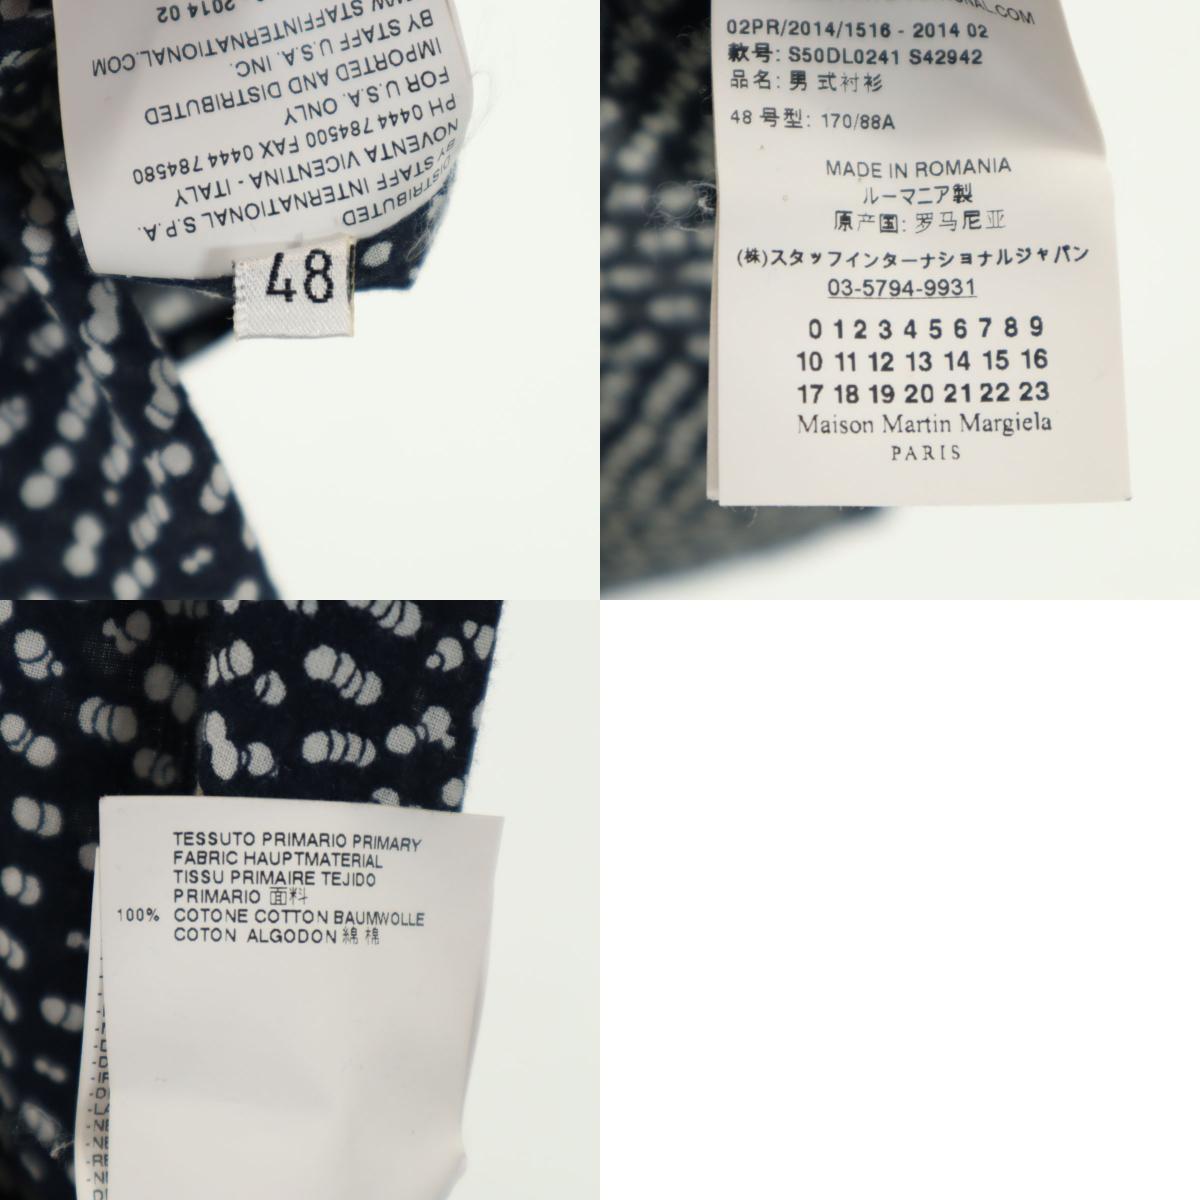 DISTRIBUTED
BY STAFF INTERNATIONAL S.P.A.
NOVENTA VICENTINA - ITALY
PH 0444 784500 FAX 0444 784580
FOR U.S.A. ONLY
IMPORTED AND DISTRIBUTED
BY STAFF U.S.A. INC.
WWW STAFFINTERNATIONAL.COM
- 2014 02
48
02PR/2014/1516 - 2014 02
款号: S50DL0241 S42942
品名: 男 式衬衫
48 号型: 170/88A
MADE IN ROMANIA
ルーマニア製
原产国: 罗马尼亚
(株)スタッフインターナショナルジャパン
03-5794-9931
0 1 2 3 4 5 6 7 8 9
10 11 12 13 14 15 16
17 18 19 20 21 22 23
Maison Martin Margiela
PARIS
TESSUTO PRIMARIO PRIMARY
FABRIC HAUPTMATERIAL
TISSU PRIMAIRE TEJIDO
PRIMARIO 面料
100% COTONE COTTON BAUMWOLLE
COTON ALGODON 綿 棉